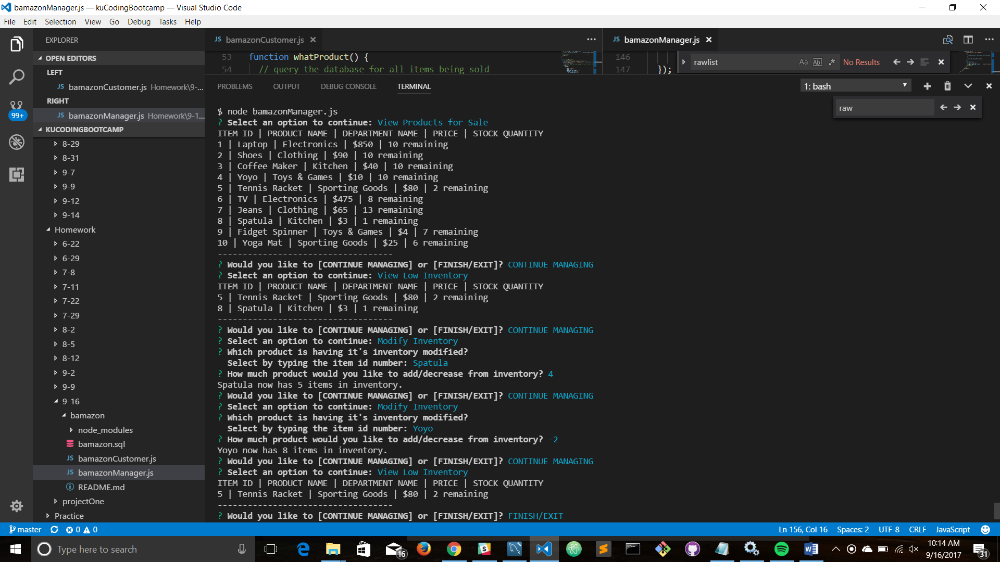 bamazonManager.js — kuCodingBootcamp — Visual Studio Code
File Edit Selection View Go Debug Tasks Help
EXPLORER
OPEN EDITORS
LEFT
JS bamazonCustomer.js Homework\9-...
RIGHT
JS bamazonManager.js Homework\9-1...
KUCODINGBOOTCAMP
8-29
8-31
9-7
9-9
9-12
9-14
Homework
6-22
6-29
7-8
7-11
7-22
7-29
8-2
8-5
8-12
9-2
9-9
9-16
bamazon
node_modules
bamazon.sql
JS bamazonCustomer.js
JS bamazonManager.js
README.md
projectOne
Practice
99+
JS bamazonCustomer.js
53 function whatProduct() {
54 // query the database for all items being sold
JS bamazonManager.js
146
147 });
rawlist Aa Abl .* No Results
PROBLEMS OUTPUT DEBUG CONSOLE TERMINAL
1: bash
raw
$ node bamazonManager.js
? Select an option to continue: View Products for Sale
ITEM ID | PRODUCT NAME | DEPARTMENT NAME | PRICE | STOCK QUANTITY
1 | Laptop | Electronics | $850 | 10 remaining
2 | Shoes | Clothing | $90 | 10 remaining
3 | Coffee Maker | Kitchen | $40 | 10 remaining
4 | Yoyo | Toys & Games | $10 | 10 remaining
5 | Tennis Racket | Sporting Goods | $80 | 2 remaining
6 | TV | Electronics | $475 | 8 remaining
7 | Jeans | Clothing | $65 | 13 remaining
8 | Spatula | Kitchen | $3 | 1 remaining
9 | Fidget Spinner | Toys & Games | $4 | 7 remaining
10 | Yoga Mat | Sporting Goods | $25 | 6 remaining
-----------------------------------
? Would you like to [CONTINUE MANAGING] or [FINISH/EXIT]? CONTINUE MANAGING
? Select an option to continue: View Low Inventory
ITEM ID | PRODUCT NAME | DEPARTMENT NAME | PRICE | STOCK QUANTITY
5 | Tennis Racket | Sporting Goods | $80 | 2 remaining
8 | Spatula | Kitchen | $3 | 1 remaining
-----------------------------------
? Would you like to [CONTINUE MANAGING] or [FINISH/EXIT]? CONTINUE MANAGING
? Select an option to continue: Modify Inventory
? Which product is having it's inventory modified?
Select by typing the item id number: Spatula
? How much product would you like to add/decrease from inventory? 4
Spatula now has 5 items in inventory.
? Would you like to [CONTINUE MANAGING] or [FINISH/EXIT]? CONTINUE MANAGING
? Select an option to continue: Modify Inventory
? Which product is having it's inventory modified?
Select by typing the item id number: Yoyo
? How much product would you like to add/decrease from inventory? -2
Yoyo now has 8 items in inventory.
? Would you like to [CONTINUE MANAGING] or [FINISH/EXIT]? CONTINUE MANAGING
? Select an option to continue: View Low Inventory
ITEM ID | PRODUCT NAME | DEPARTMENT NAME | PRICE | STOCK QUANTITY
5 | Tennis Racket | Sporting Goods | $80 | 2 remaining
-----------------------------------
? Would you like to [CONTINUE MANAGING] or [FINISH/EXIT]? FINISH/EXIT
master 0 0 Ln 156, Col 16 Spaces: 2 UTF-8 CRLF JavaScript
Type here to search
16
10:14 AM
9/16/2017
31